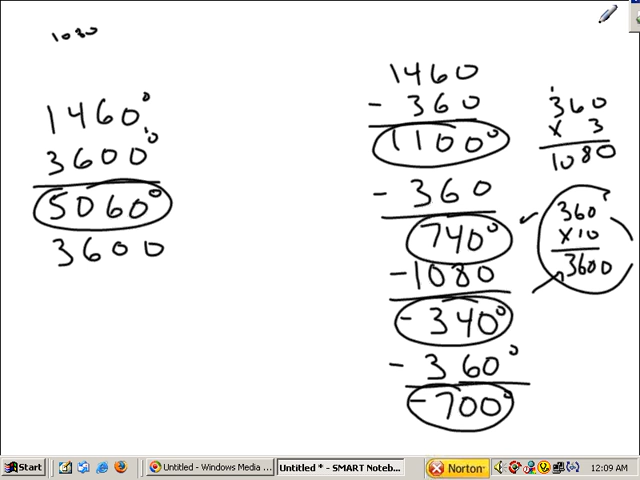 1080
1460°
3600°
5060°
3600
1460
- 360
1100°
- 360
740°
-1080
-340°
- 360°
-700°
360
x 3
1080
360°
x10
3600
Start
Untitled - Windows Media ...
Untitled * - SMART Noteb...
Norton
12:09 AM